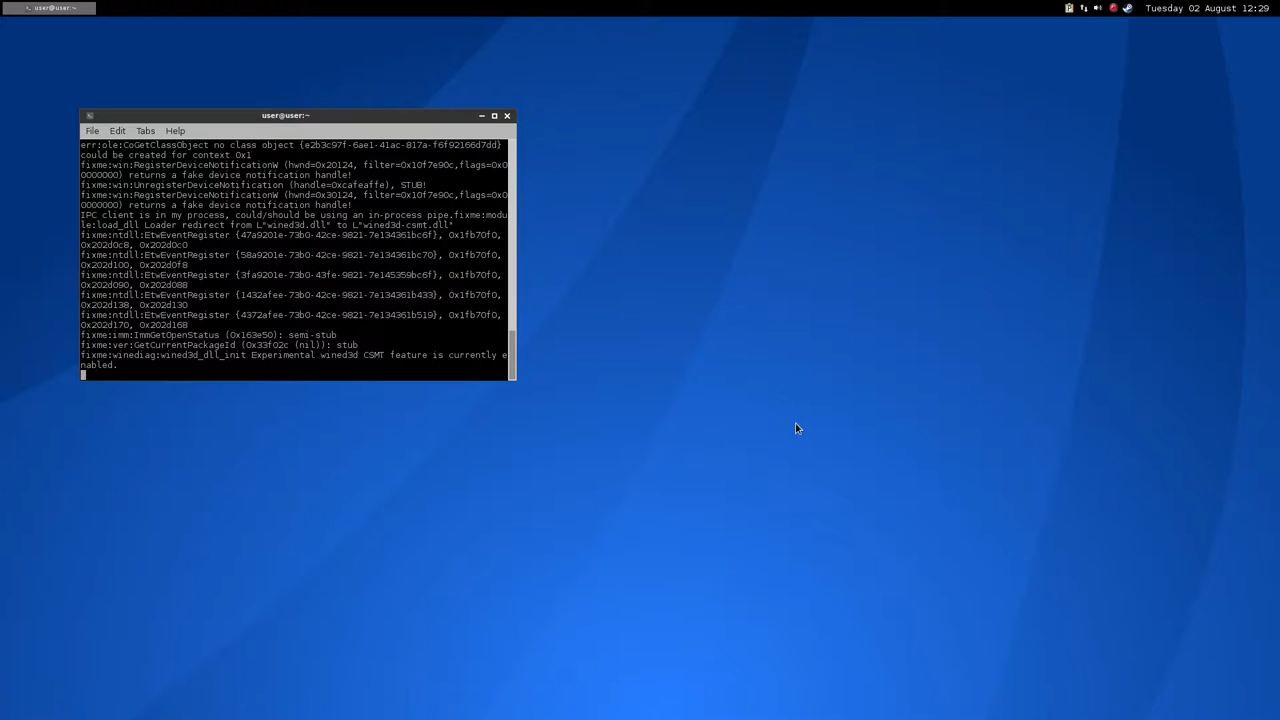 user@user:~
Tuesday 02 August 12:29
user@user:~
File Edit Tabs Help
err:ole:CoGetClassObject no class object {e2b3c97f-6ae1-41ac-817a-f6f92166d7dd}
could be created for context 0x1
fixme:win:RegisterDeviceNotificationW (hwnd=0x20124, filter=0x10f7e90c,flags=0x0
0000000) returns a fake device notification handle!
fixme:win:UnregisterDeviceNotification (handle=0xcafeaffe), STUB!
fixme:win:RegisterDeviceNotificationW (hwnd=0x30124, filter=0x10f7e90c,flags=0x0
0000000) returns a fake device notification handle!
IPC client is in my process, could/should be using an in-process pipe.fixme:modu
le:load_dll Loader redirect from L"wined3d.dll" to L"wined3d-csmt.dll"
fixme:ntdll:EtwEventRegister {47a9201e-73b0-42ce-9821-7e134361bc6f}, 0x1fb70f0,
0x202d0c8, 0x202d0c0
fixme:ntdll:EtwEventRegister {58a9201e-73b0-42ce-9821-7e134361bc70}, 0x1fb70f0,
0x202d100, 0x202d0f8
fixme:ntdll:EtwEventRegister {3fa9201e-73b0-43fe-9821-7e145359bc6f}, 0x1fb70f0,
0x202d090, 0x202d088
fixme:ntdll:EtwEventRegister {1432afee-73b0-42ce-9821-7e134361b433}, 0x1fb70f0,
0x202d138, 0x202d130
fixme:ntdll:EtwEventRegister {4372afee-73b0-42ce-9821-7e134361b519}, 0x1fb70f0,
0x202d170, 0x202d168
fixme:imm:ImmGetOpenStatus (0x163e50): semi-stub
fixme:ver:GetCurrentPackageId (0x33f02c (nil)): stub
fixme:winediag:wined3d_dll_init Experimental wined3d CSMT feature is currently e
nabled.